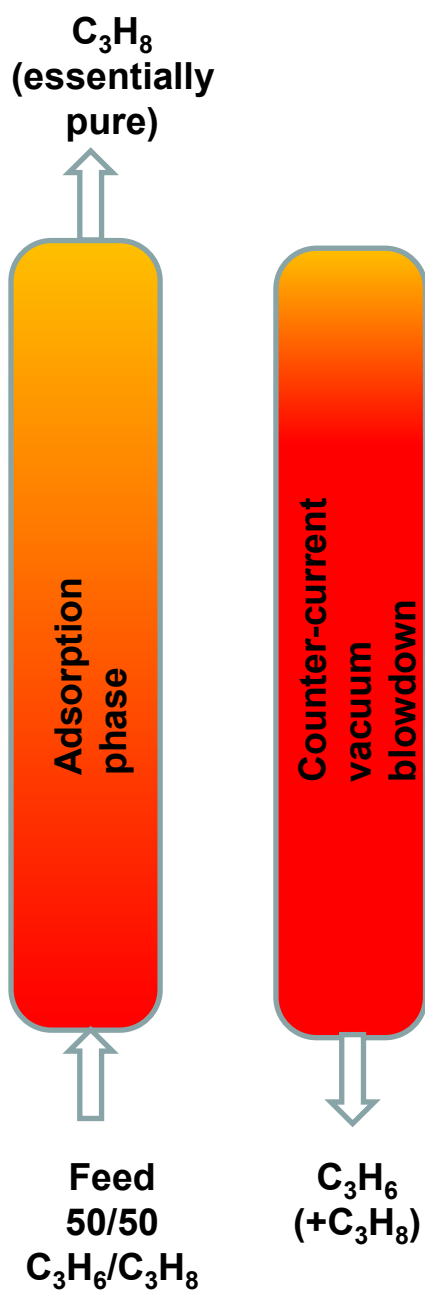 C₃H₈
(essentially
pure)
Adsorption
phase
Counter-current
vacuum
blowdown
Feed
50/50
C₃H₆/C₃H₈
C₃H₆
(+C₃H₈)